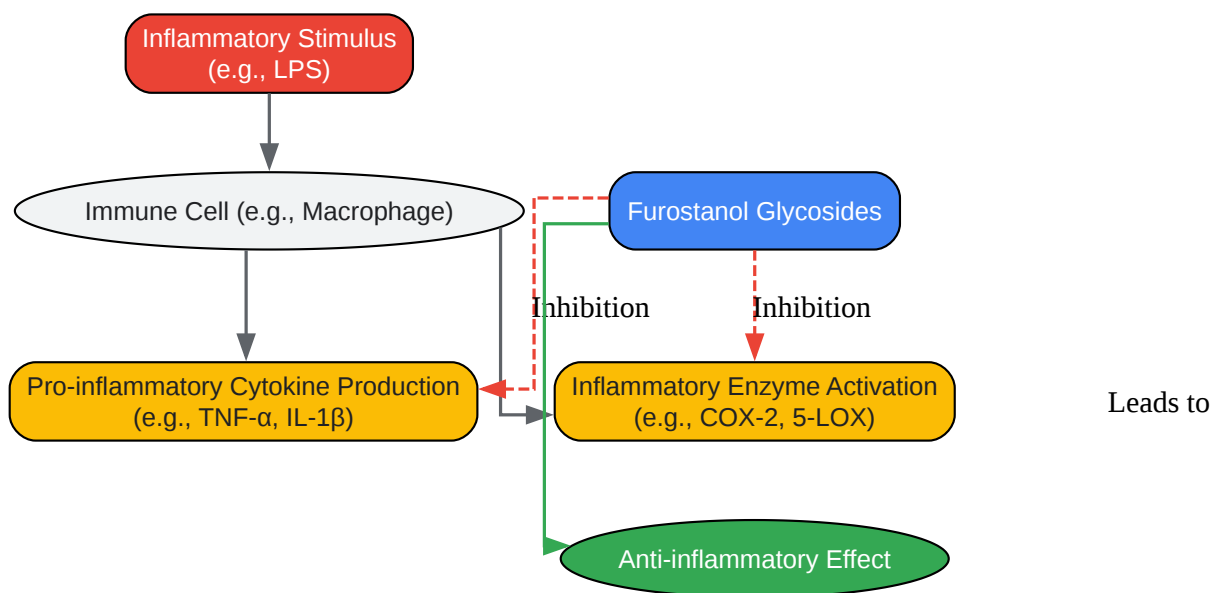 Inflammatory Stimulus
(e.g., LPS)
Immune Cell (e.g., Macrophage)
Furostanol Glycosides
Inhibition
Inhibition
Pro-inflammatory Cytokine Production
(e.g., TNF-α, IL-1β)
Inflammatory Enzyme Activation
(e.g., COX-2, 5-LOX)
Leads to
Anti-inflammatory Effect